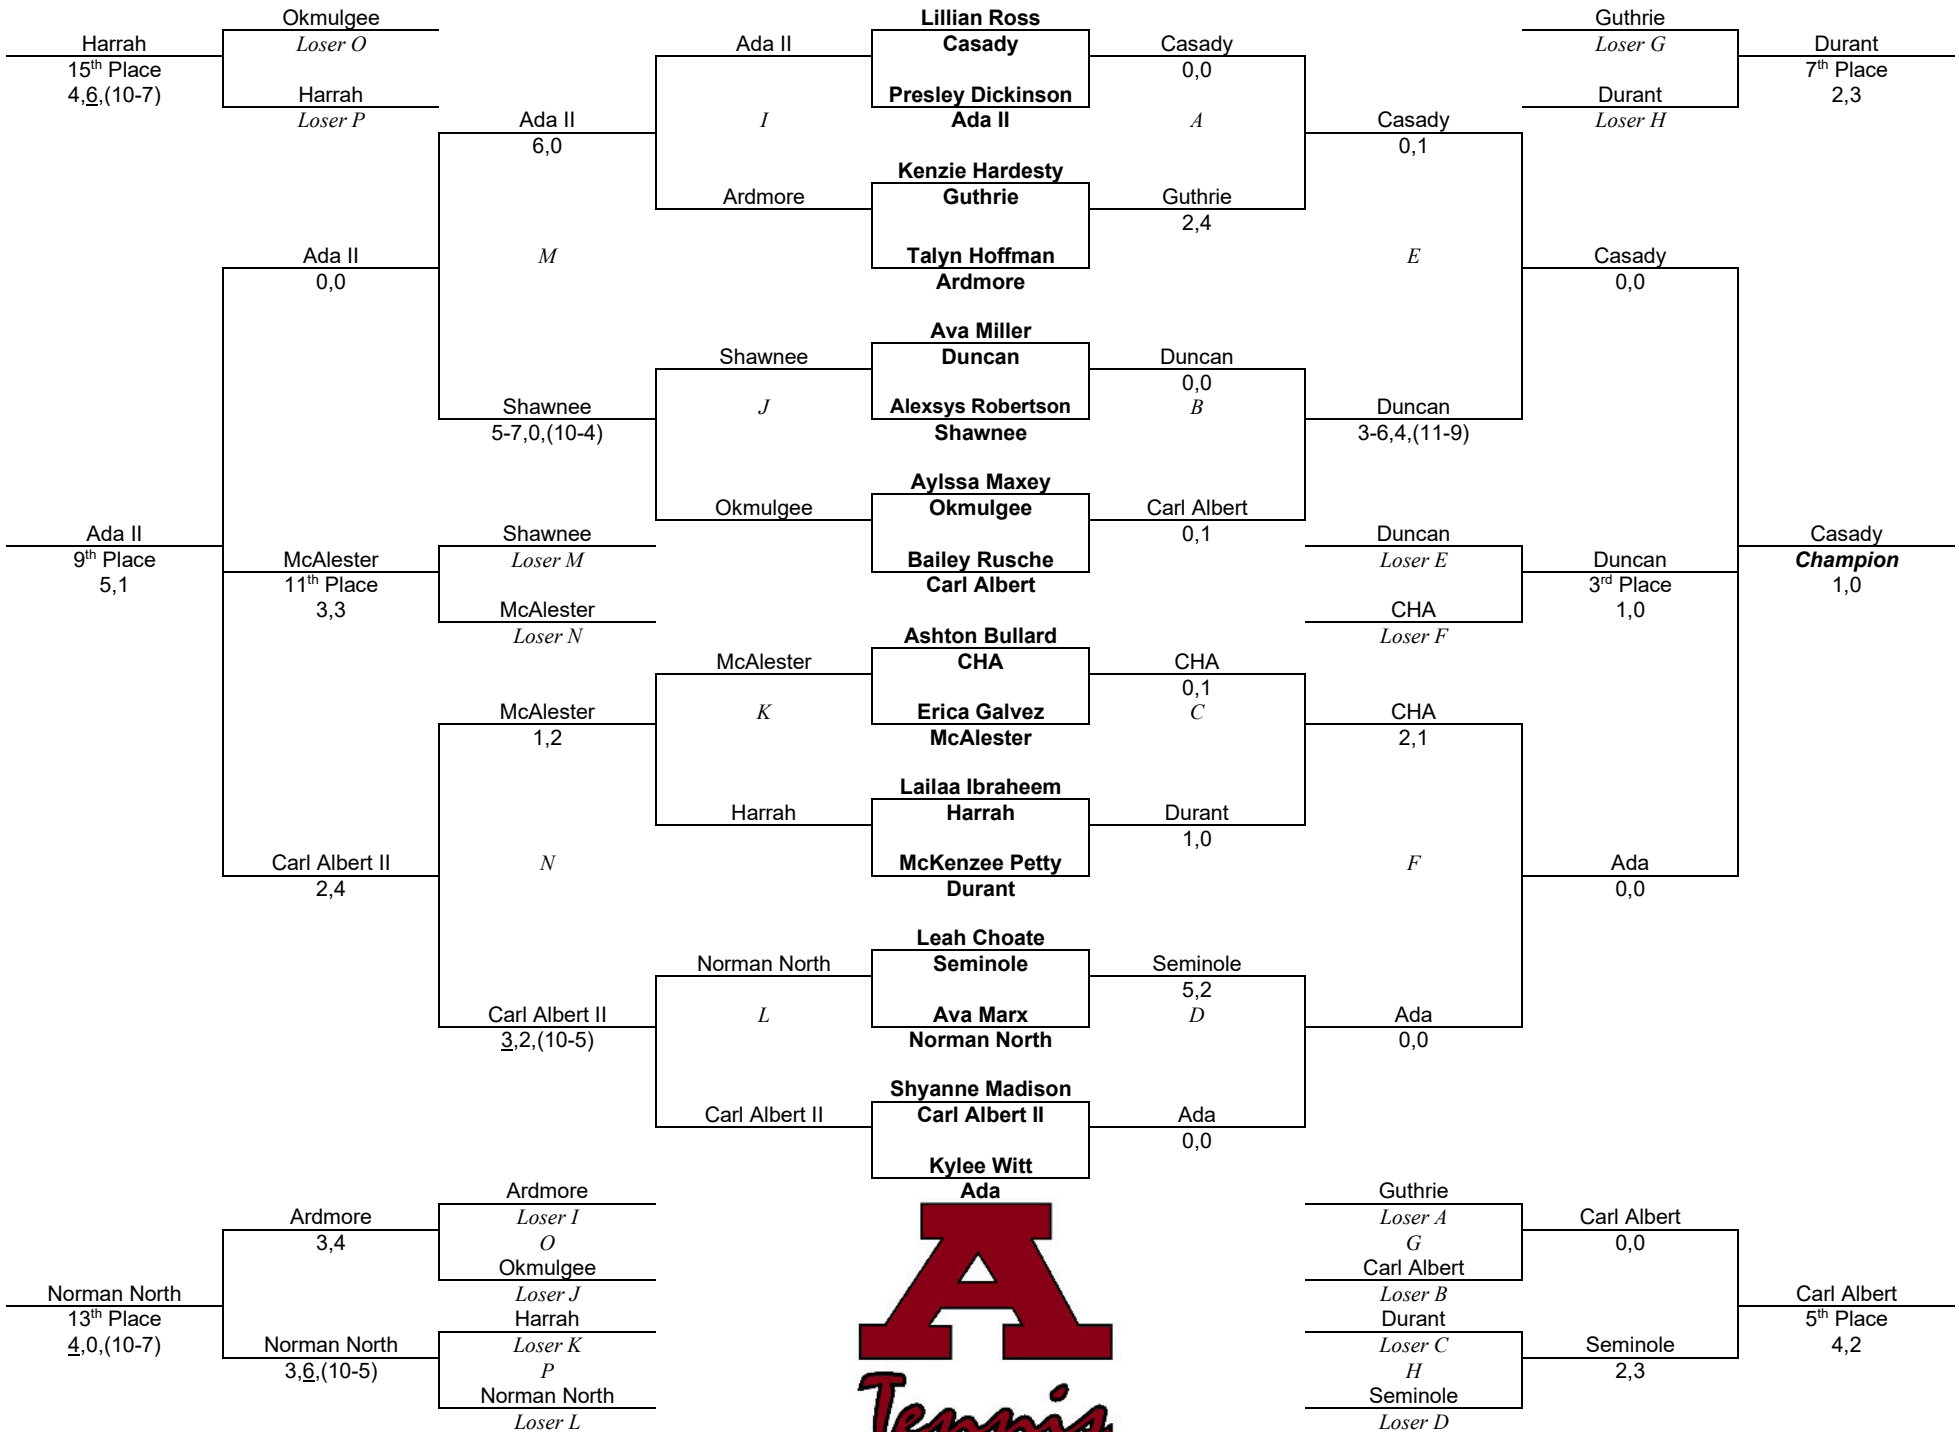 Okmulgee
Harrah
Loser O
15th Place
4,6,(10-7)
Harrah
Loser P
Ada II
0,0
Ada II
6,0
M
Ada II
I
Ardmore
Shawnee
5-7,0,(10-4)
Shawnee
J
Okmulgee
Ada II
9th Place
5,1
McAlester
11th Place
3,3
Shawnee
Loser M
McAlester
Loser N
McAlester
1,2
McAlester
K
Harrah
Carl Albert II
2,4
N
Carl Albert II
3,2,(10-5)
Norman North
L
Carl Albert II
Norman North
13th Place
4,0,(10-7)
Ardmore
3,4
Ardmore
Loser I
O
Okmulgee
Loser J
Norman North
3,6,(10-5)
Harrah
Loser K
P
Norman North
Loser L
Lillian Ross
Casady
Presley Dickinson
Ada II
Kenzie Hardesty
Guthrie
Talyn Hoffman
Ardmore
Ava Miller
Duncan
Alexsys Robertson
Shawnee
Aylssa Maxey
Okmulgee
Bailey Rusche
Carl Albert
Ashton Bullard
CHA
Erica Galvez
McAlester
Lailaa Ibraheem
Harrah
McKenzee Petty
Durant
Leah Choate
Seminole
Ava Marx
Norman North
Shyanne Madison
Carl Albert II
Kylee Witt
Ada
A
Tennis
Casady
0,0
A
Guthrie
2,4
Casady
0,1
E
Duncan
0,0
B
Carl Albert
0,1
Duncan
3-6,4,(11-9)
Casady
0,0
Guthrie
Loser G
Durant
Loser H
Durant
7th Place
2,3
Duncan
Loser E
CHA
Loser F
Duncan
3rd Place
1,0
Casady
Champion
1,0
CHA
0,1
C
Durant
1,0
CHA
2,1
F
Seminole
5,2
D
Ada
0,0
Ada
0,0
Ada
0,0
Guthrie
Loser A
G
Carl Albert
Loser B
Carl Albert
0,0
Durant
Loser C
H
Seminole
Loser D
Seminole
2,3
Carl Albert
5th Place
4,2